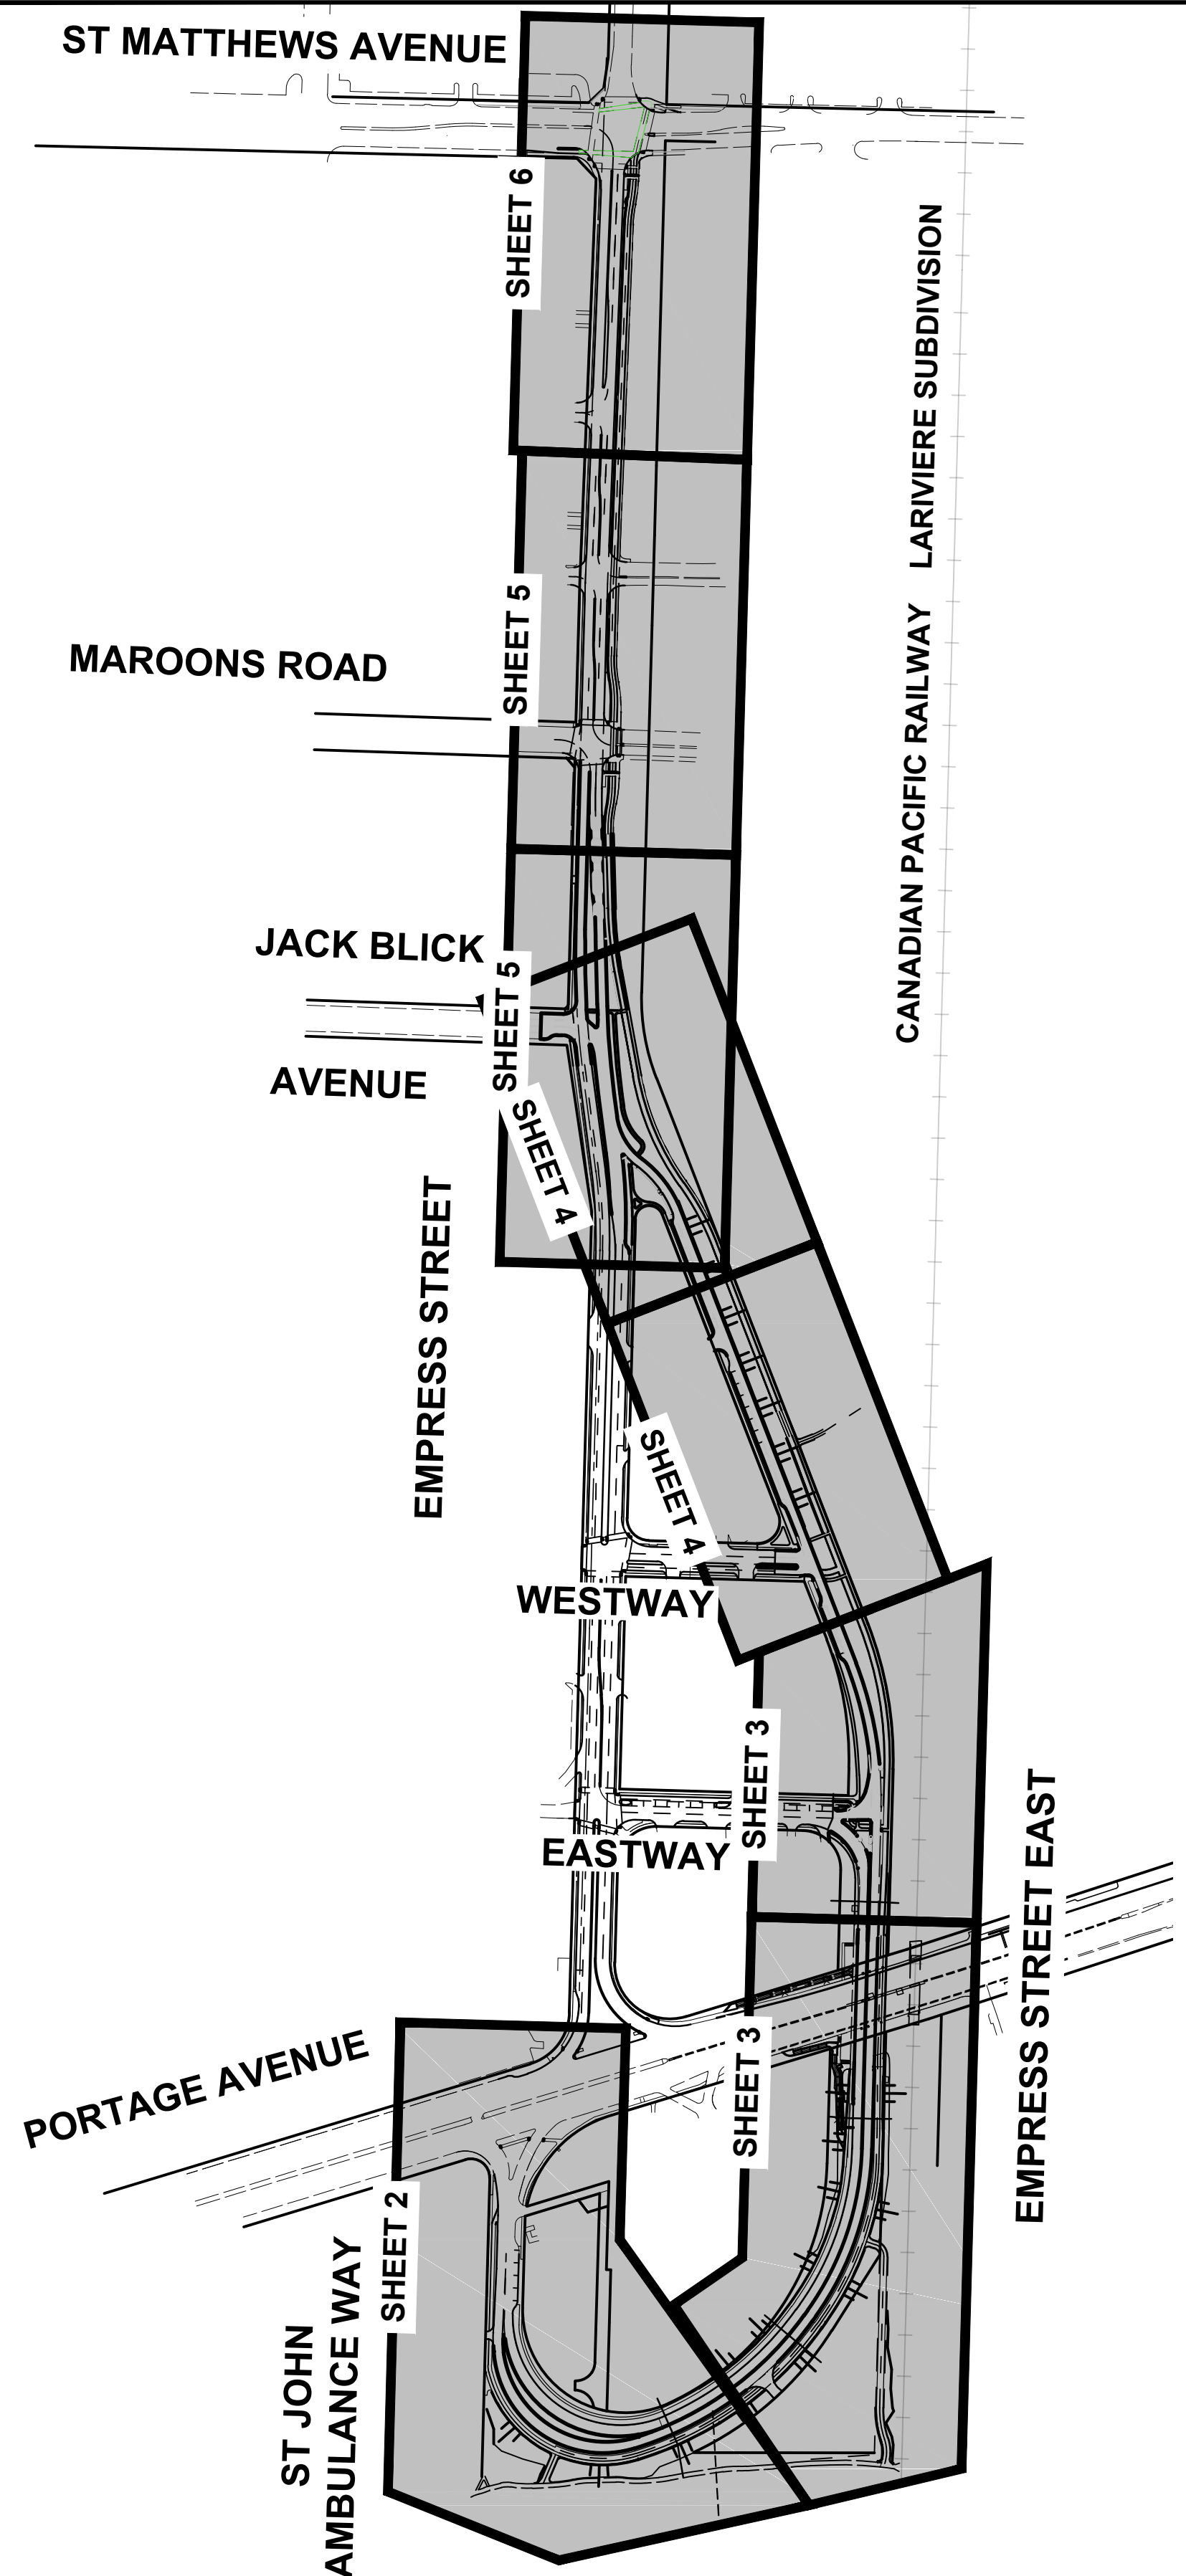 ST MATTHEWS AVENUE
SHEET 6
LARIVIERE SUBDIVISION
SHEET 5
MAROONS ROAD
CANADIAN PACIFIC RAILWAY
JACK BLICK
AVENUE
SHEET 5
SHEET 4
EMPRESS STREET
SHEET 4
WESTWAY
SHEET 3
EASTWAY
EMPRESS STREET EAST
PORTAGE AVENUE
SHEET 3
SHEET 2
ST JOHN
AMBULANCE WAY